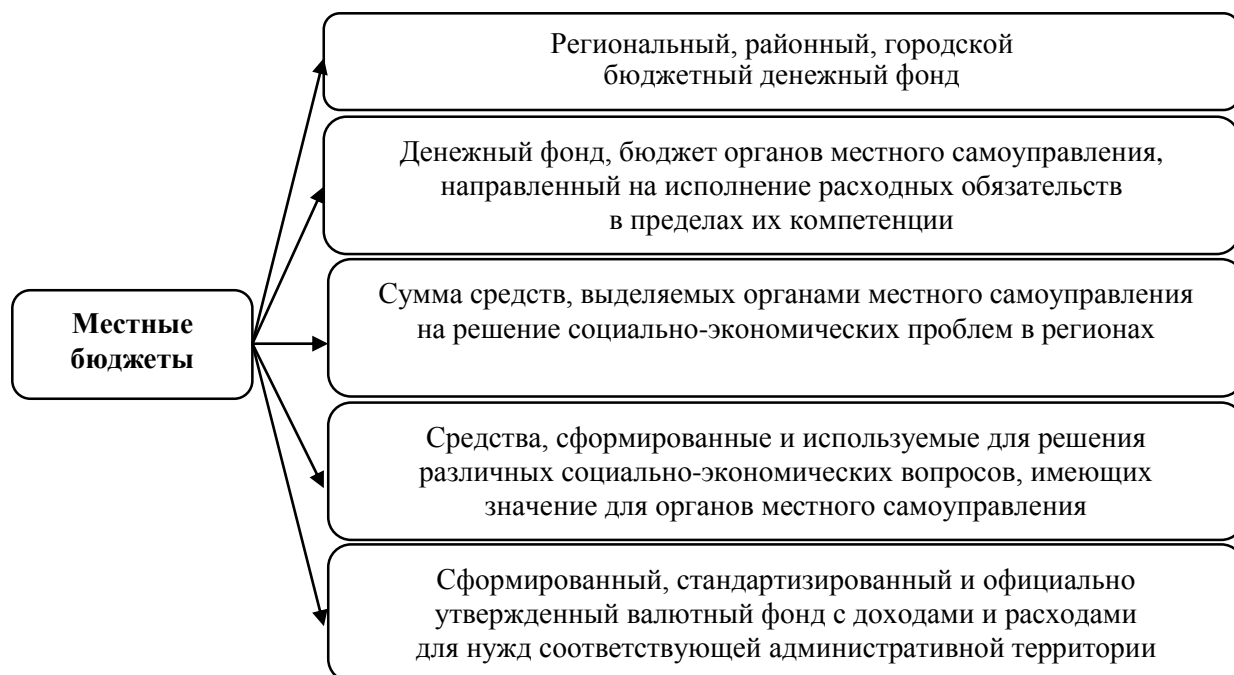 Региональный, районный, городской
бюджетный денежный фонд
Денежный фонд, бюджет органов местного самоуправления,
направленный на исполнение расходных обязательств
в пределах их компетенции
Местные
бюджеты
Сумма средств, выделяемых органами местного самоуправления
на решение социально-экономических проблем в регионах
Средства, сформированные и используемые для решения
различных социально-экономических вопросов, имеющих
значение для органов местного самоуправления
Сформированный, стандартизированный и официально
утвержденный валютный фонд с доходами и расходами
для нужд соответствующей административной территории